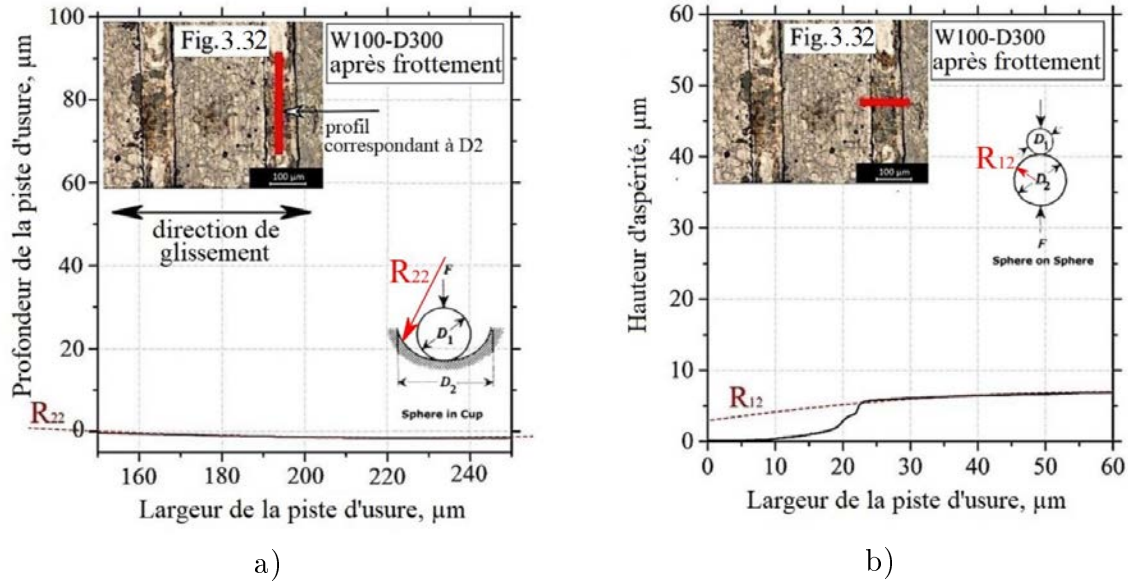 Profondeur de la piste d'usure, µm
100
80
60
40
20
0
Fig.3.32
W100-D300
après frottement
profil
correspondant à D2
100 µm
direction de
glissement
R22
F
D1
D2
Sphere in Cup
R22
160
180
200
220
240
Largeur de la piste d'usure, µm
a)
Hauteur d'aspérité, µm
60
50
40
30
20
10
0
Fig.3.32
W100-D300
après frottement
100 µm
D1
R12
D2
F
Sphere on Sphere
R12
0
10
20
30
40
50
60
Largeur de la piste d'usure, µm
b)